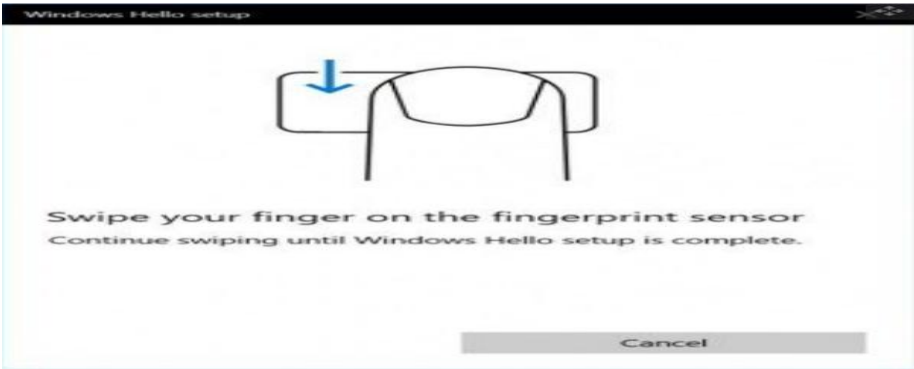 Windows Hello setup
Swipe your finger on the fingerprint sensor
Continue swiping until Windows Hello setup is complete.
Cancel